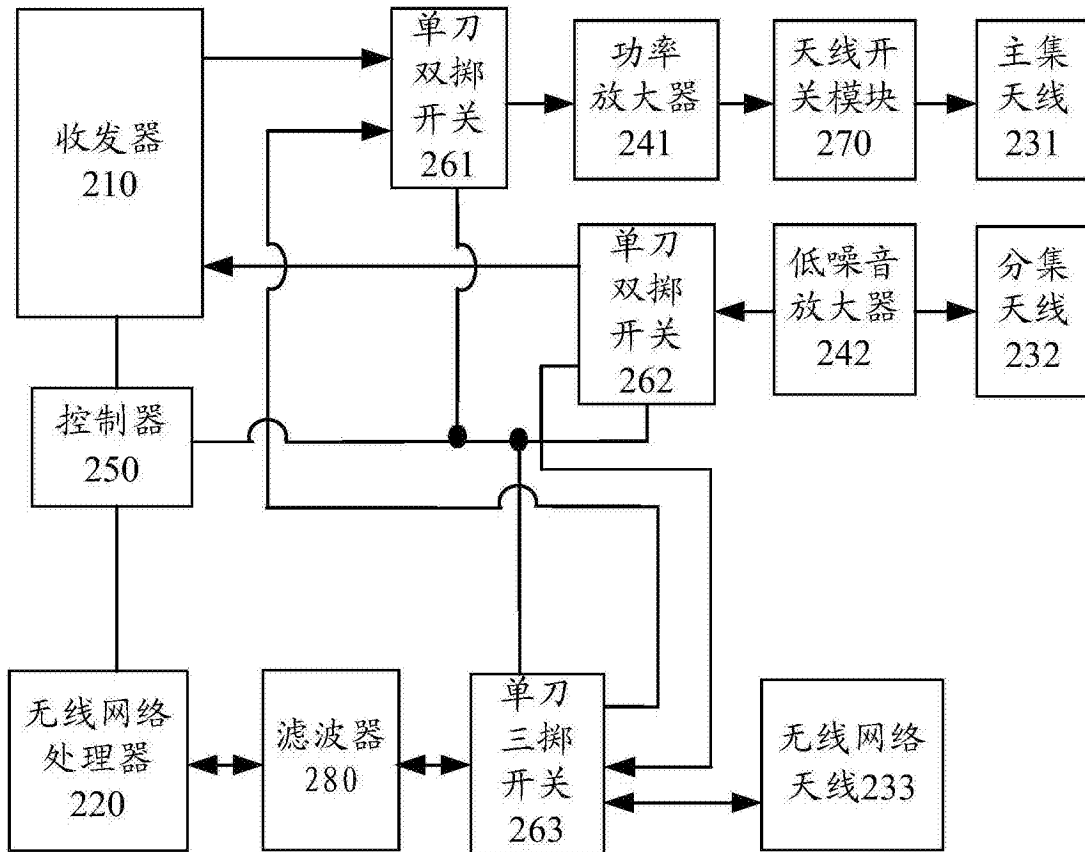 收发器
210
单刀
双掷
开关
261
功率
放大器
241
天线开
关模块
270
主集
天线
231
单刀
双掷
开关
262
低噪音
放大器
242
分集
天线
232
控制器
250
无线网络
处理器
220
滤波器
280
单刀
三掷
开关
263
无线网络
天线233